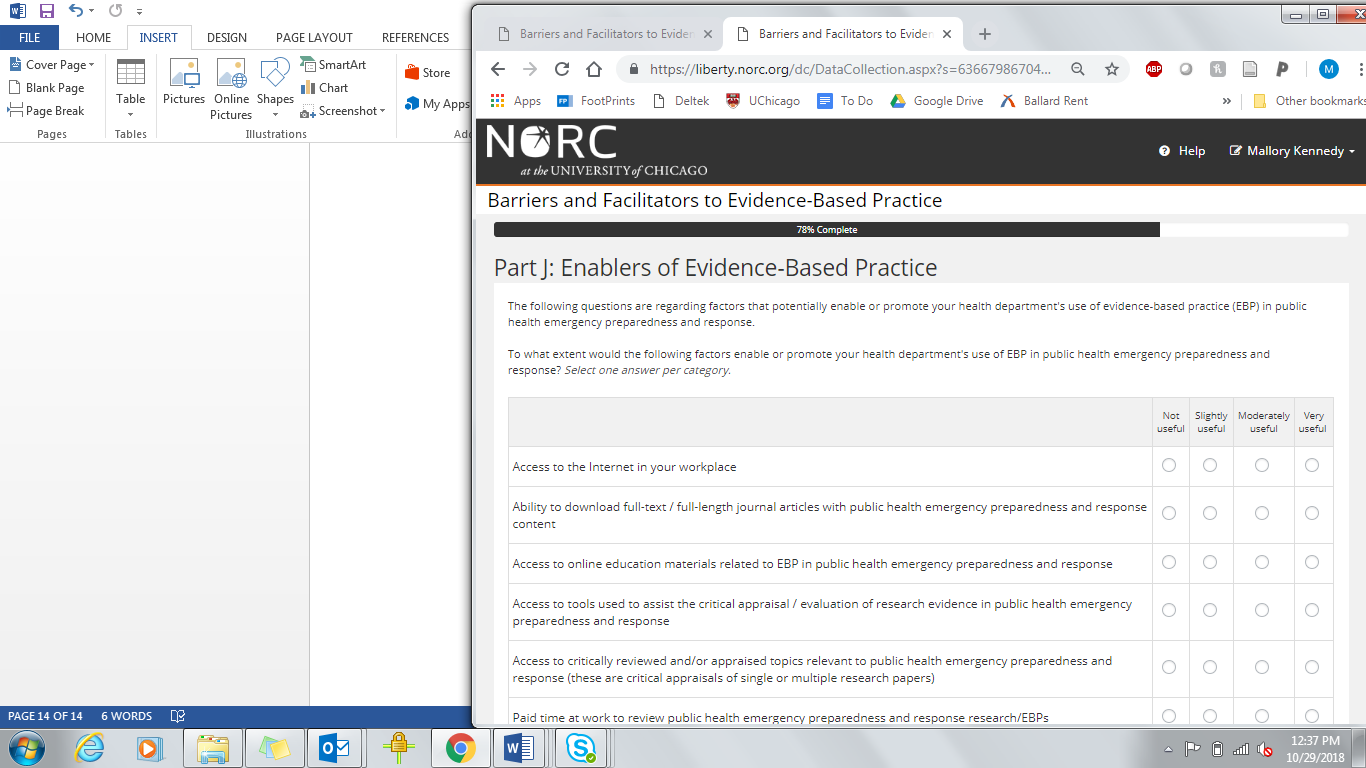 FILE HOME INSERT DESIGN PAGE LAYOUT REFERENCES
Cover Page
Blank Page
Page Break
Pages
Table
Tables
Pictures
Online
Pictures
Shapes
SmartArt
Chart
Screenshot
Illustrations
Store
My Apps
Barriers and Facilitators to Eviden
Barriers and Facilitators to Eviden
https://liberty.norc.org/dc/DataCollection.aspx?s=63667986704...
ABP
M
Apps FootPrints Deltek UChicago To Do Google Drive Ballard Rent » Other bookmarks
NORC
at the UNIVERSITY of CHICAGO
Help Mallory Kennedy
Barriers and Facilitators to Evidence-Based Practice
78% Complete
Part J: Enablers of Evidence-Based Practice
The following questions are regarding factors that potentially enable or promote your health department's use of evidence-based practice (EBP) in public
health emergency preparedness and response.
To what extent would the following factors enable or promote your health department's use of EBP in public health emergency preparedness and
response? Select one answer per category.
Not
useful
Slightly
useful
Moderately
useful
Very
useful
Access to the Internet in your workplace
Ability to download full-text / full-length journal articles with public health emergency preparedness and response
content
Access to online education materials related to EBP in public health emergency preparedness and response
Access to tools used to assist the critical appraisal / evaluation of research evidence in public health emergency
preparedness and response
Access to critically reviewed and/or appraised topics relevant to public health emergency preparedness and
response (these are critical appraisals of single or multiple research papers)
Paid time at work to review public health emergency preparedness and response research/EBPs
PAGE 14 OF 14 6 WORDS
12:37 PM
10/29/2018